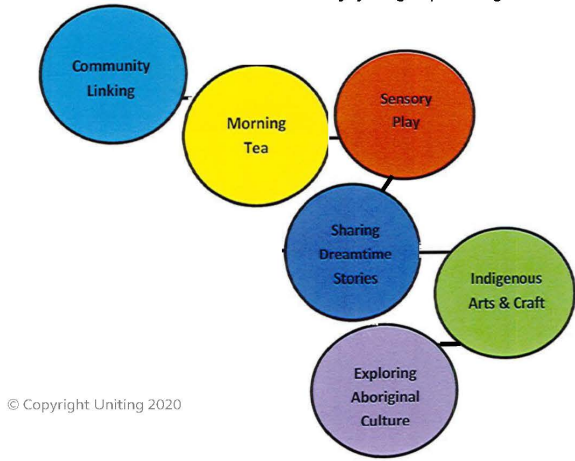 Community
Linking
Morning
Tea
Sensory
Play
Sharing
Dreamtime
Stories
Indigenous
Arts & Craft
Exploring
Aboriginal
Culture
© Copyright Uniting 2020